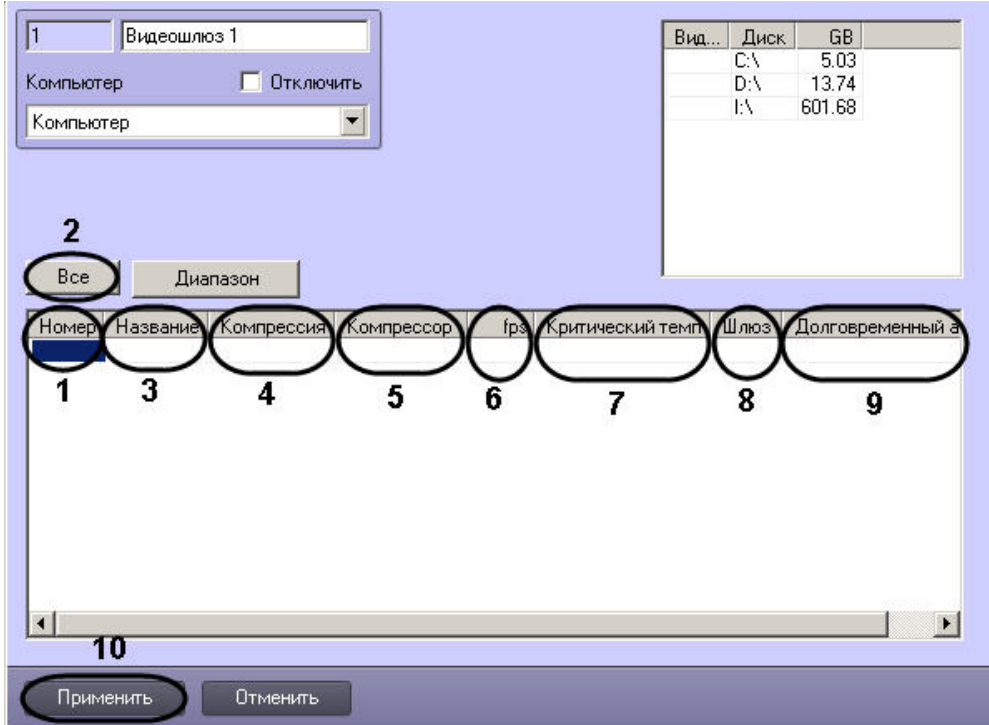 1 Видеошлюз 1
Компьютер Отключить
Компьютер
Вид... Диск GB
C:\ 5.03
D:\ 13.74
I:\ 601.68
2
Все Диапазон
Номер Название Компрессия Компрессор fps Критический темп Шлюз Долговременный а
1 3 4 5 6 7 8 9
10
Применить Отменить